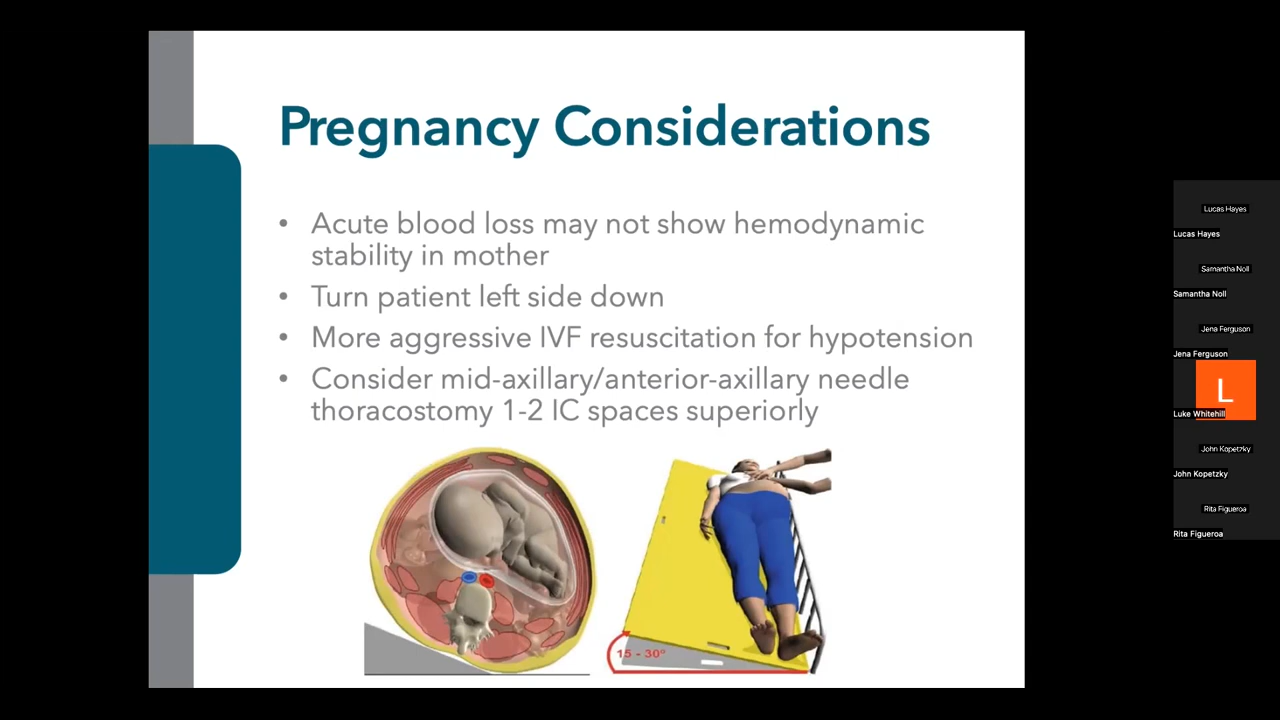 Pregnancy Considerations
• Acute blood loss may not show hemodynamic
stability in mother
• Turn patient left side down
• More aggressive IVF resuscitation for hypotension
• Consider mid-axillary/anterior-axillary needle
thoracostomy 1-2 IC spaces superiorly
15 - 30°
Lucas Hayes
Lucas Hayes
Samantha Noll
Samantha Noll
Jena Ferguson
Jena Ferguson
L
Luke Whitehill
John Kopetzky
John Kopetzky
Rita Figueroa
Rita Figueroa